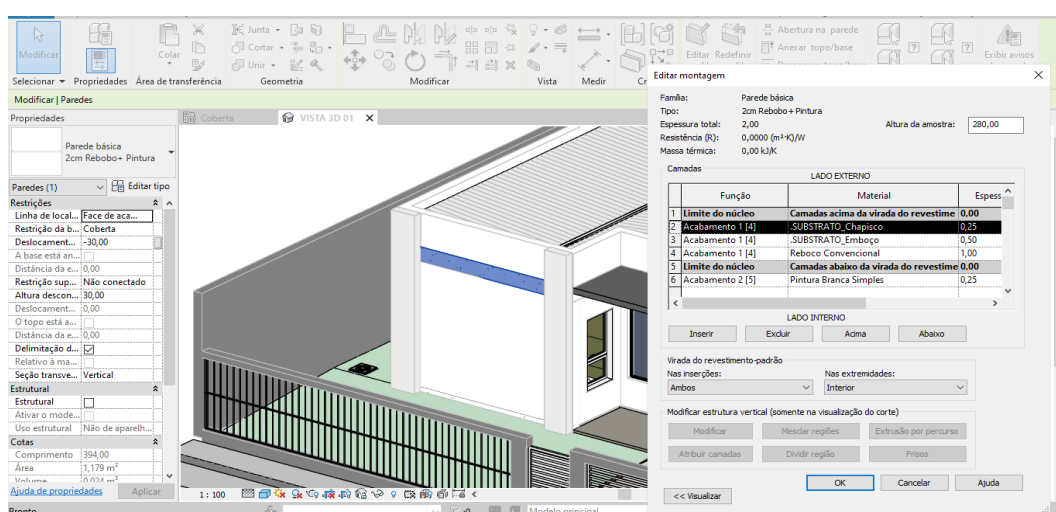 Modificar
Selecionar
Propriedades
Colar
Área de transferência
Junta
Cortar
Unir
Geometria
Modificar
Vista
Medir
Editar Redefinir
Abertura na parede
Anexar topo/base
Exibir avisos
Modificar | Paredes
Propriedades
Parede básica
2cm Rebobo+ Pintura
Paredes (1)
Editar tipo
Restrições
Linha de local... Face de aca...
Restrição da b... Coberta
Deslocament... -30,00
A base está an...
Distância da e... 0,00
Restrição sup... Não conectado
Altura descon... 30,00
Deslocament... 0,00
O topo está a...
Distância da e... 0,00
Delimitação d...
Relativo à ma...
Seção transve... Vertical
Estrutural
Estrutural
Ativar o mode...
Uso estrutural Não de aparelh...
Cotas
Comprimento 394,00
Área 1,179 m²
Volume 0,024 m³
Ajuda de propriedades
Aplicar
Pronto
Coberta
VISTA 3D 01
1 : 100
Modelo principal
Editar montagem
Família: Parede básica
Tipo: 2cm Rebobo+ Pintura
Espessura total: 2,00
Altura da amostra: 280,00
Resistência (R): 0,0000 (m²·K)/W
Massa térmica: 0,00 kJ/K
Camadas
LADO EXTERNO
Função Material Espess
1 Limite do núcleo Camadas acima da virada do revestime 0,00
2 Acabamento 1 [4] .SUBSTRATO_Chapisco 0,25
3 Acabamento 1 [4] .SUBSTRATO_Emboço 0,50
4 Acabamento 1 [4] Reboco Convencional 1,00
5 Limite do núcleo Camadas abaixo da virada do revestime 0,00
6 Acabamento 2 [5] Pintura Branca Simples 0,25
LADO INTERNO
Inserir Excluir Acima Abaixo
Virada do revestimento-padrão
Nas inserções: Nas extremidades:
Ambos Interior
Modificar estrutura vertical (somente na visualização do corte)
Modificar Mesclar regiões Extrusão por percurso
Atribuir camadas Dividir região Frisos
OK Cancelar Ajuda
<< Visualizar